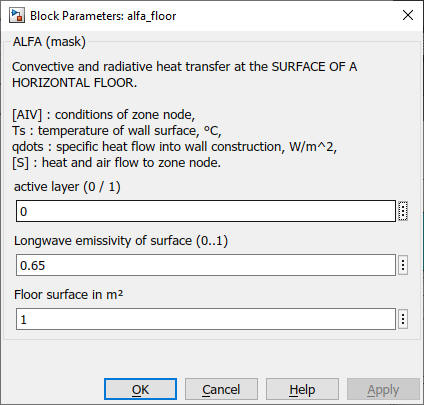 Block Parameters: alfa_floor
ALFA (mask)
Convective and radiative heat transfer at the SURFACE OF A
HORIZONTAL FLOOR.
[AIV] : conditions of zone node,
Ts : temperature of wall surface, °C,
qdots : specific heat flow into wall construction, W/m^2,
[S] : heat and air flow to zone node.
active layer (0 / 1)
0
Longwave emissivity of surface (0..1)
0.65
Floor surface in m²
1
OK Cancel Help Apply